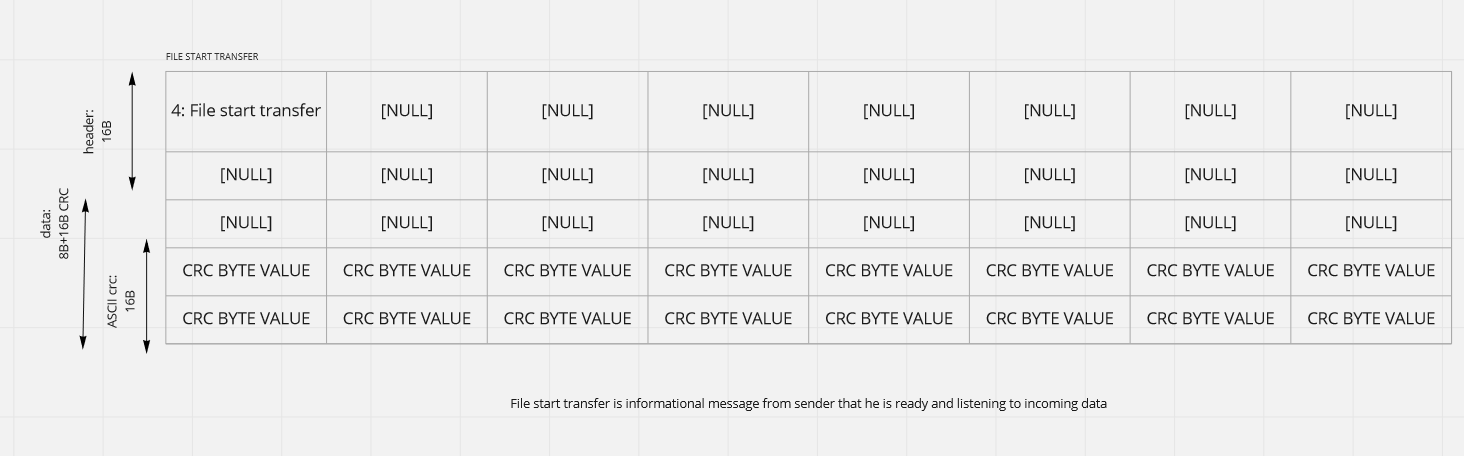 FILE START TRANSFER
header:
16B
4: File start transfer [NULL] [NULL] [NULL] [NULL] [NULL] [NULL] [NULL]
[NULL] [NULL] [NULL] [NULL] [NULL] [NULL] [NULL] [NULL]
data:
8B+16B CRC
[NULL] [NULL] [NULL] [NULL] [NULL] [NULL] [NULL] [NULL]
ASCII crc:
16B
CRC BYTE VALUE CRC BYTE VALUE CRC BYTE VALUE CRC BYTE VALUE CRC BYTE VALUE CRC BYTE VALUE CRC BYTE VALUE CRC BYTE VALUE
CRC BYTE VALUE CRC BYTE VALUE CRC BYTE VALUE CRC BYTE VALUE CRC BYTE VALUE CRC BYTE VALUE CRC BYTE VALUE CRC BYTE VALUE
File start transfer is informational message from sender that he is ready and listening to incoming data